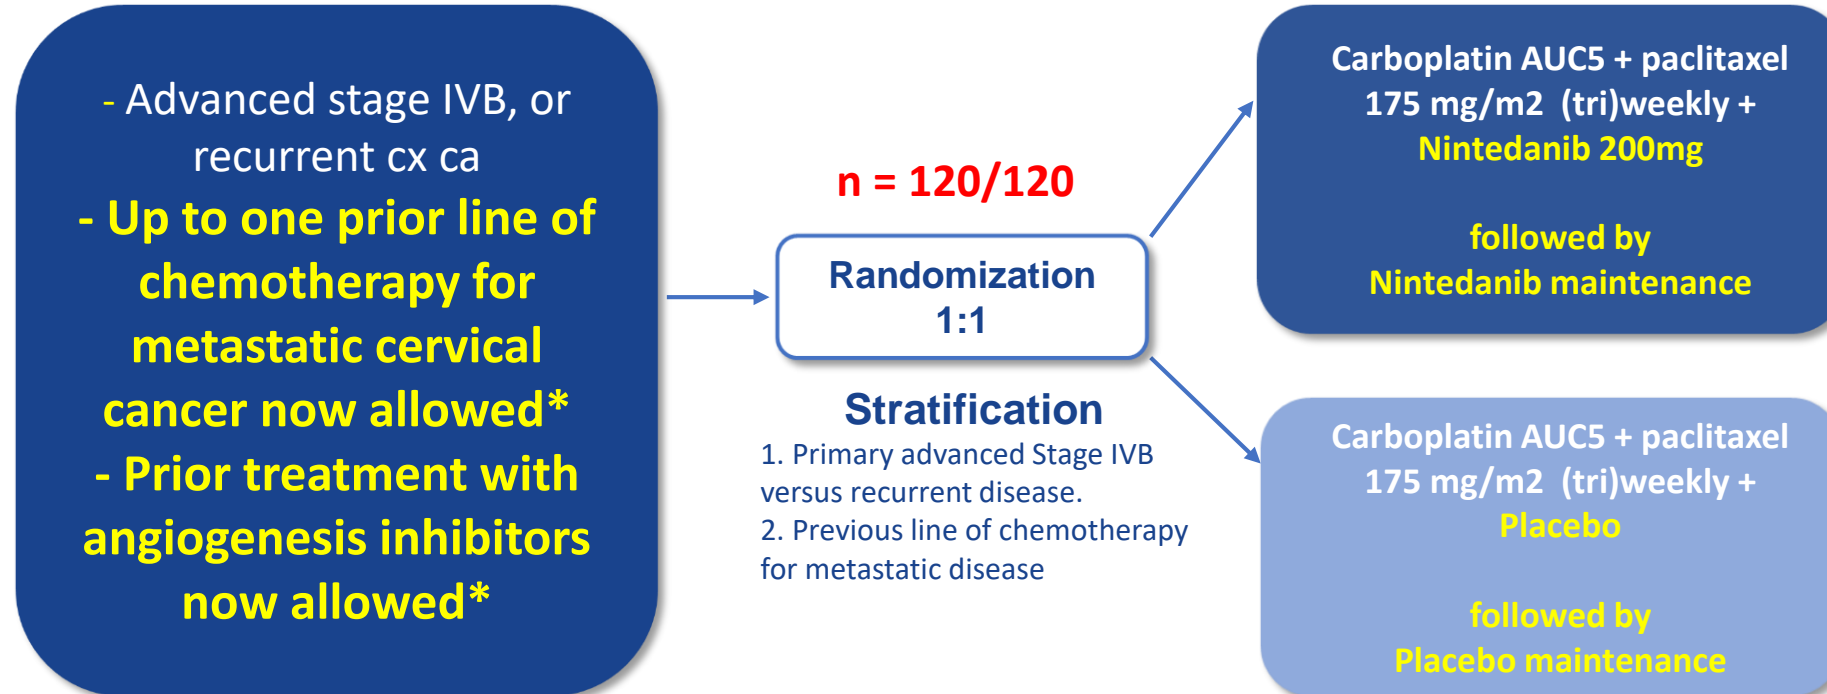 - Advanced stage IVB, or
recurrent cx ca
- Up to one prior line of
chemotherapy for
metastatic cervical
cancer now allowed*
- Prior treatment with
angiogenesis inhibitors
now allowed*
n = 120/120
Randomization
1:1
Stratification
1. Primary advanced Stage IVB
versus recurrent disease.
2. Previous line of chemotherapy
for metastatic disease
Carboplatin AUC5 + paclitaxel
175 mg/m2  (tri)weekly +
Nintedanib 200mg
followed by
Nintedanib maintenance
Carboplatin AUC5 + paclitaxel
175 mg/m2  (tri)weekly +
Placebo
followed by
Placebo maintenance